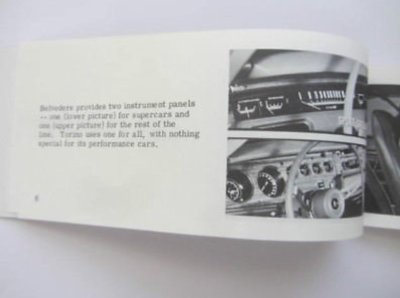 Belvedere provides two instrument panels
-- one (lower picture) for supercars and
one (upper picture) for the rest of the
line. Torino uses one for all, with nothing
special for its performance cars.
6